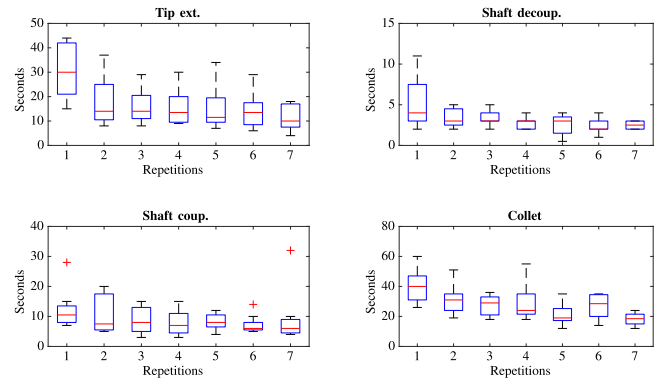 Tip ext.
50
40
30
20
10
0
Seconds
1 2 3 4 5 6 7
Repetitions
Shaft decoup.
15
10
5
0
Seconds
1 2 3 4 5 6 7
Repetitions
Shaft coup.
40
30
20
10
0
Seconds
1 2 3 4 5 6 7
Repetitions
Collet
80
60
40
20
0
Seconds
1 2 3 4 5 6 7
Repetitions